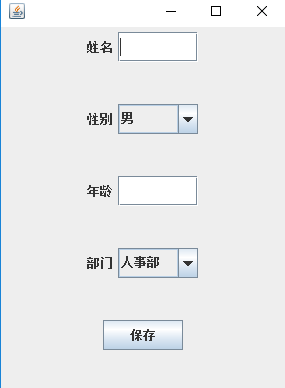 姓名
性别 男
年龄
部门 人事部
保存